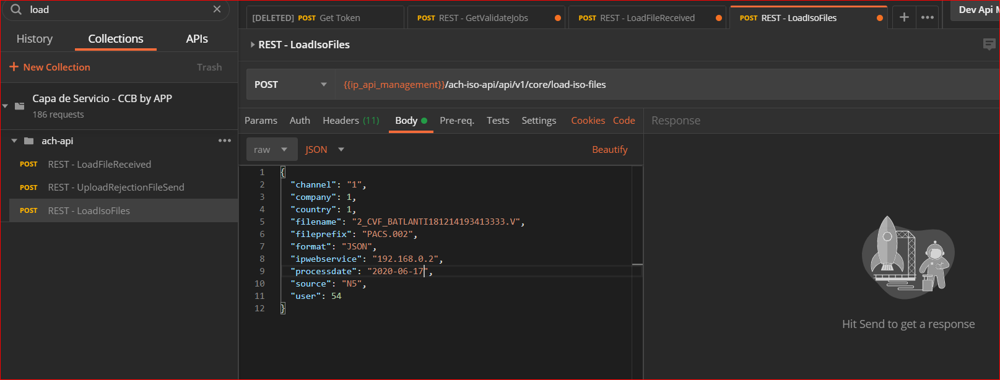 load
History Collections APIs
New Collection Trash
Capa de Servicio - CCB by APP
186 requests
ach-api
POST REST - LoadFileReceived
POST REST - UploadRejectionFileSend
POST REST - LoadIsoFiles
[DELETED] POST Get Token POST REST - GetValidateJobs POST REST - LoadFileReceived POST REST - LoadIsoFiles
REST - LoadIsoFiles
POST {{ip_api_management}}/ach-iso-api/api/v1/core/load-iso-files
Params Auth Headers (11) Body Pre-req. Tests Settings Cookies Code
raw JSON Beautify
1 {
2 "channel": "1",
3 "company": 1,
4 "country": 1,
5 "filename": "2_CVF_BATLANTI181214193413333.V",
6 "fileprefix": "PACS.002",
7 "format": "JSON",
8 "ipwebservice": "192.168.0.2",
9 "processdate": "2020-06-17",
10 "source": "N5",
11 "user": 54
12 }
Dev Api
Response
Hit Send to get a response